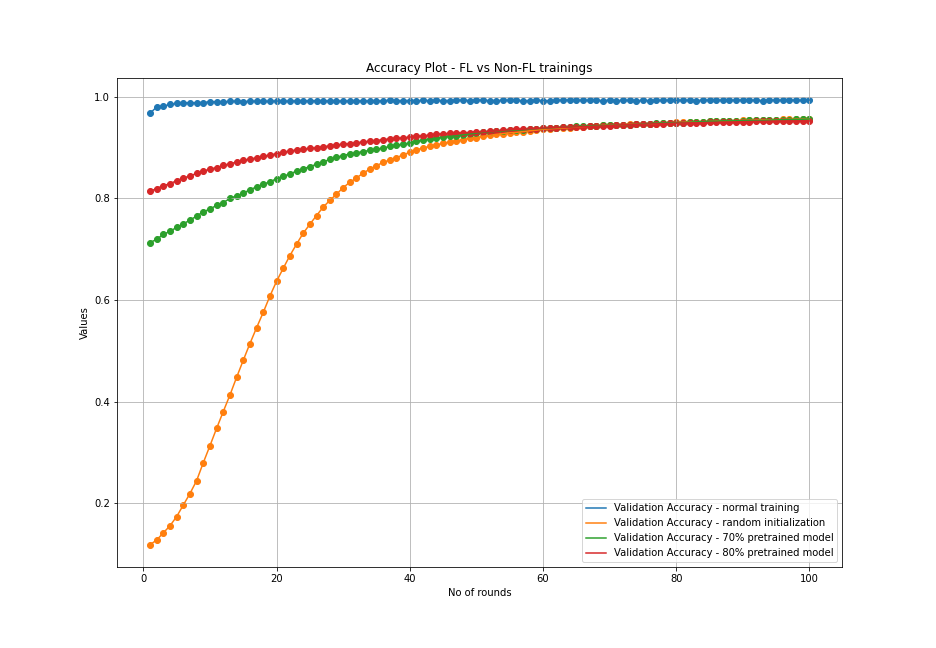 Accuracy Plot - FL vs Non-FL trainings
1.0
0.8
0.6
0.4
0.2
Values
0 20 40 60 80 100
No of rounds
Validation Accuracy - normal training
Validation Accuracy - random initialization
Validation Accuracy - 70% pretrained model
Validation Accuracy - 80% pretrained model